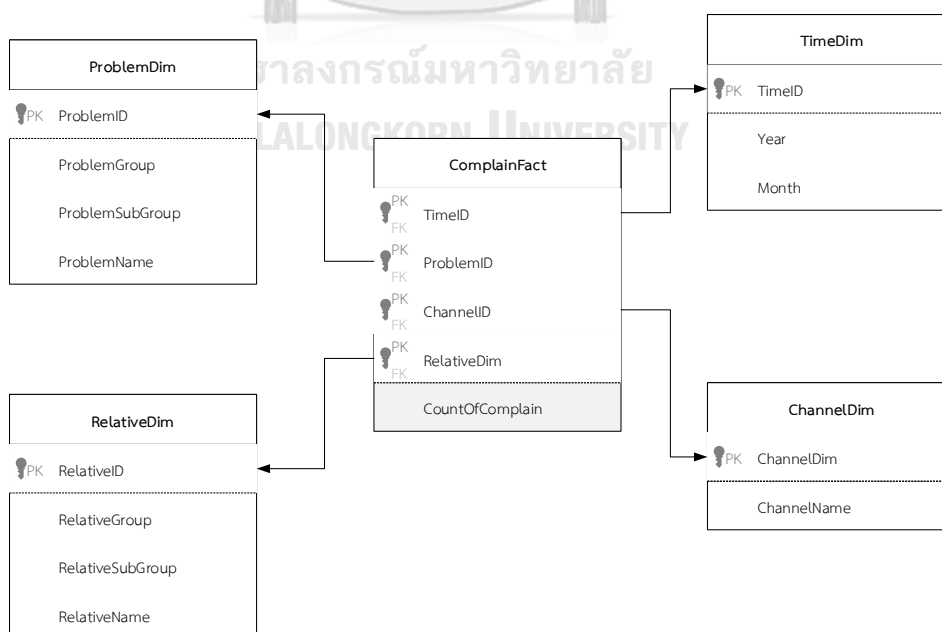 จุฬาลงกรณ์มหาวิทยาลัย
LALONGKORN UNIVERSITY
ProblemDim
PK ProblemID
ProblemGroup
ProblemSubGroup
ProblemName
TimeDim
PK TimeID
Year
Month
ComplainFact
PK
FK
TimeID
PK
FK
ProblemID
PK
FK
ChannelID
PK
FK
RelativeDim
CountOfComplain
RelativeDim
PK RelativeID
RelativeGroup
RelativeSubGroup
RelativeName
ChannelDim
PK ChannelDim
ChannelName